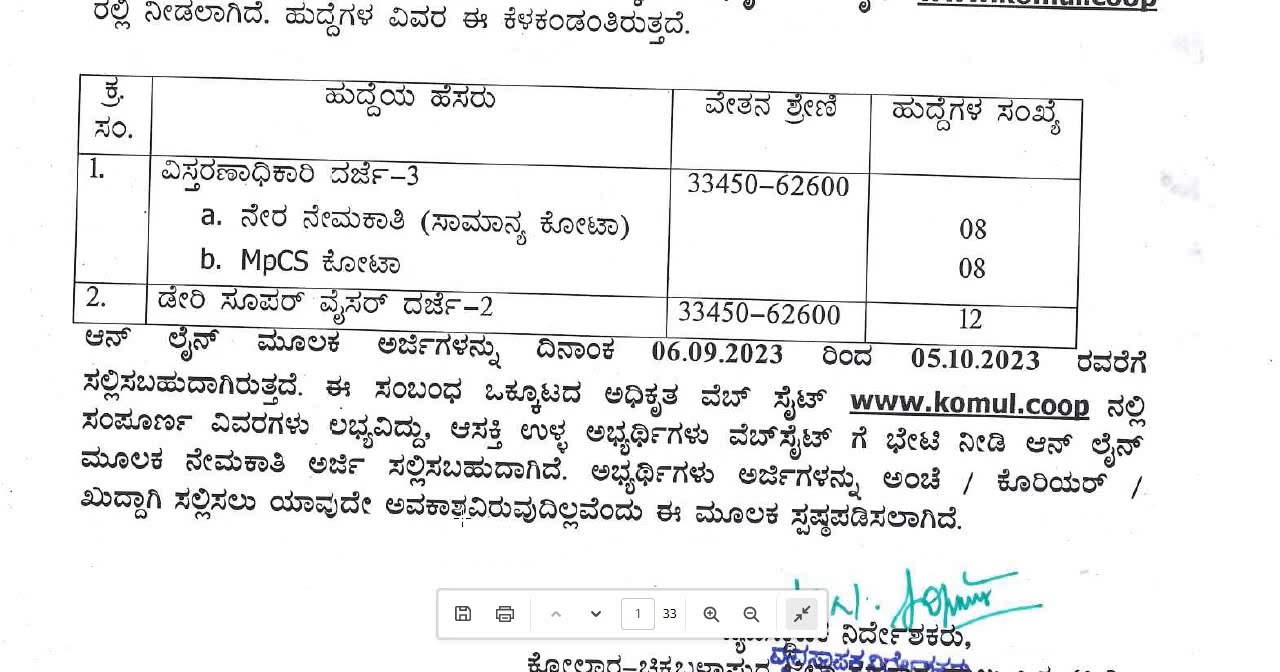 ರಲ್ಲಿ ನೀಡಲಾಗಿದೆ. ಹುದ್ದೆಗಳ ವಿವರ ಈ ಕೆಳಕಂಡಂತಿರುತ್ತದೆ. www.komul.coop
ಕ್ರ. ಸಂ. ಹುದ್ದೆಯ ಹೆಸರು ವೇತನ ಶ್ರೇಣಿ ಹುದ್ದೆಗಳ ಸಂಖ್ಯೆ
1. ವಿಸ್ತರಣಾಧಿಕಾರಿ ದರ್ಜೆ-3 33450-62600
a. ನೇರ ನೇಮಕಾತಿ (ಸಾಮಾನ್ಯ ಕೋಟಾ) 08
b. MpCS ಕೋಟಾ 08
2. ಡೇರಿ ಸೂಪರ್ ವೈಸರ್ ದರ್ಜೆ-2 33450-62600 12
ಆನ್ ಲೈನ್ ಮೂಲಕ ಅರ್ಜಿಗಳನ್ನು ದಿನಾಂಕ 06.09.2023 ರಿಂದ 05.10.2023 ರವರೆಗೆ
ಸಲ್ಲಿಸಬಹುದಾಗಿರುತ್ತದೆ. ಈ ಸಂಬಂಧ ಒಕ್ಕೂಟದ ಅಧಿಕೃತ ವೆಬ್ ಸೈಟ್ www.komul.coop ನಲ್ಲಿ
ಸಂಪೂರ್ಣ ವಿವರಗಳು ಲಭ್ಯವಿದ್ದು, ಆಸಕ್ತಿ ಉಳ್ಳ ಅಭ್ಯರ್ಥಿಗಳು ವೆಬ್‌ಸೈಟ್ ಗೆ ಭೇಟಿ ನೀಡಿ ಆನ್ ಲೈನ್
ಮೂಲಕ ನೇಮಕಾತಿ ಅರ್ಜಿ ಸಲ್ಲಿಸಬಹುದಾಗಿದೆ. ಅಭ್ಯರ್ಥಿಗಳು ಅರ್ಜಿಗಳನ್ನು ಅಂಚೆ / ಕೊರಿಯರ್ /
ಖುದ್ದಾಗಿ ಸಲ್ಲಿಸಲು ಯಾವುದೇ ಅವಕಾಶವಿರುವುದಿಲ್ಲವೆಂದು ಈ ಮೂಲಕ ಸ್ಪಷ್ಠಪಡಿಸಲಾಗಿದೆ.
1 33
ನಿರ್ದೇಶಕರು,